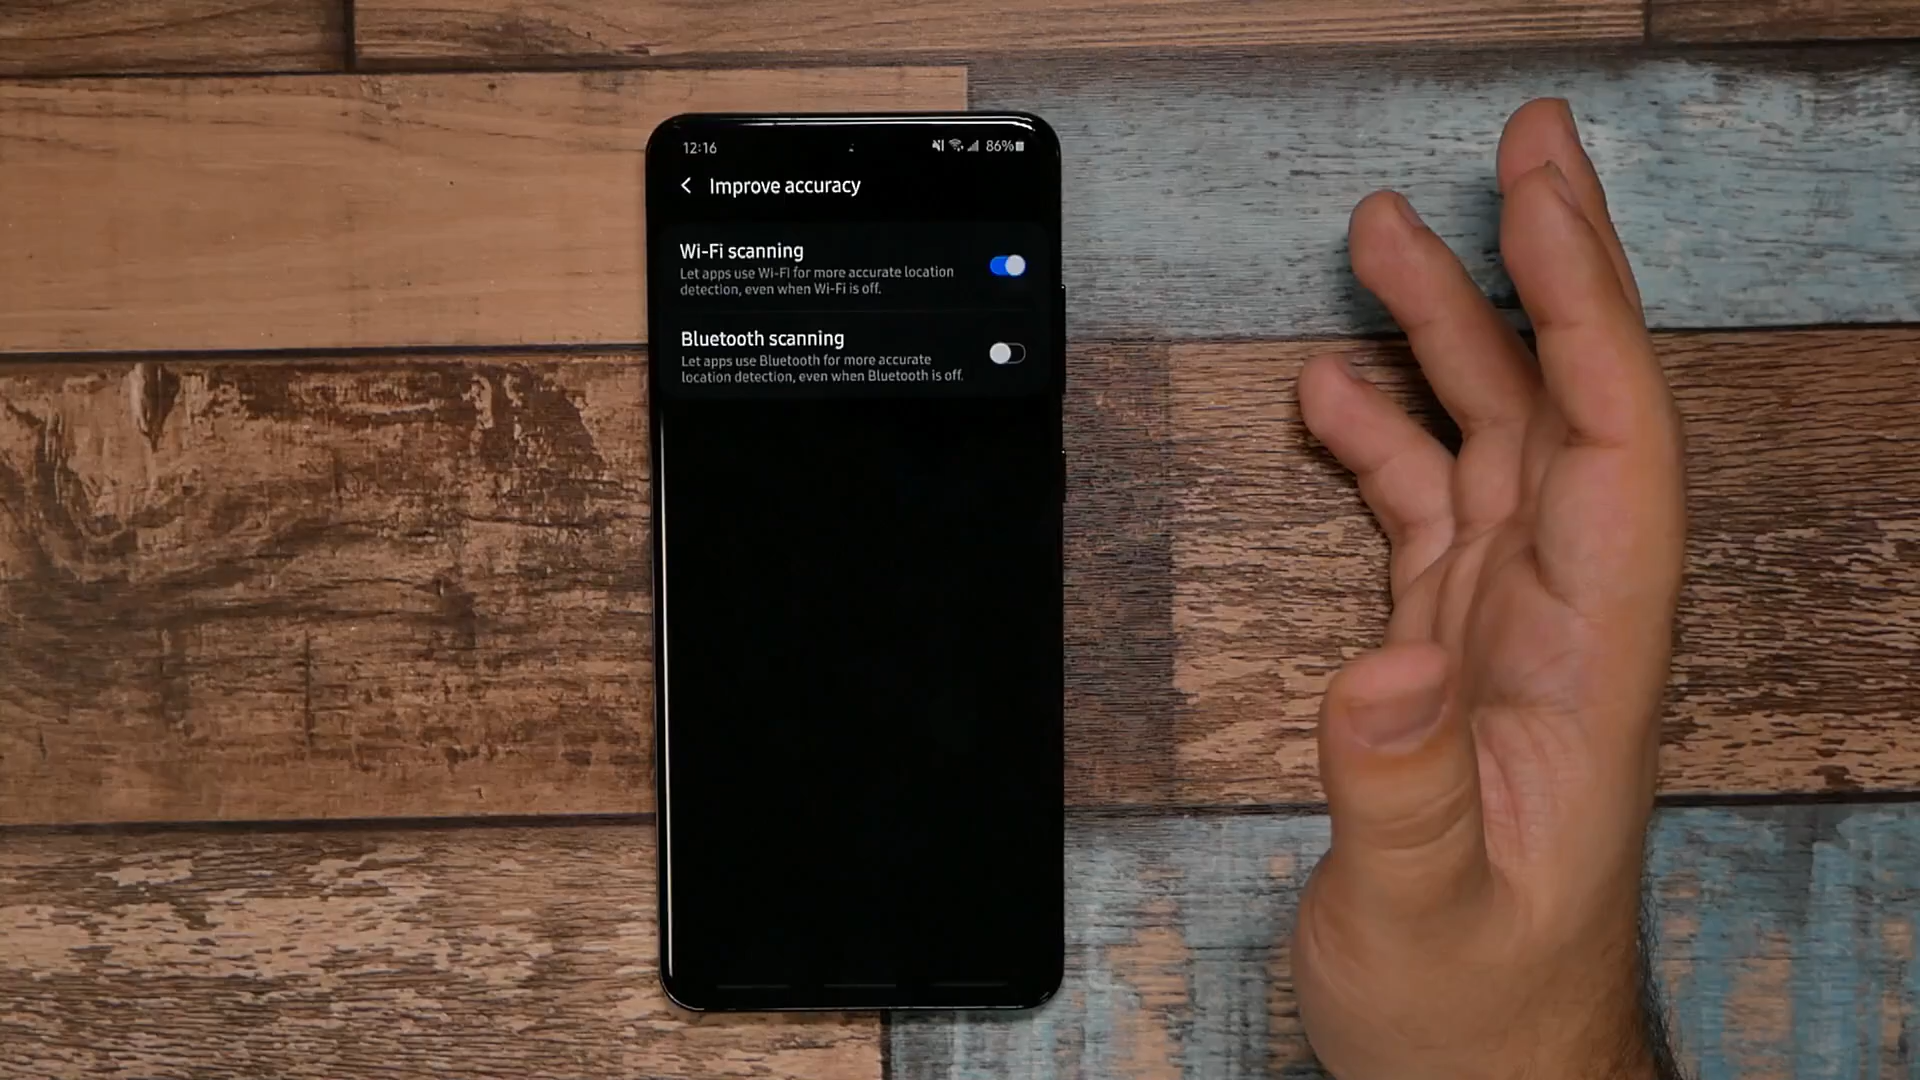 12:16
86%
Improve accuracy
Wi-Fi scanning
Let apps use Wi-Fi for more accurate location
detection, even when Wi-Fi is off.
Bluetooth scanning
Let apps use Bluetooth for more accurate
location detection, even when Bluetooth is off.